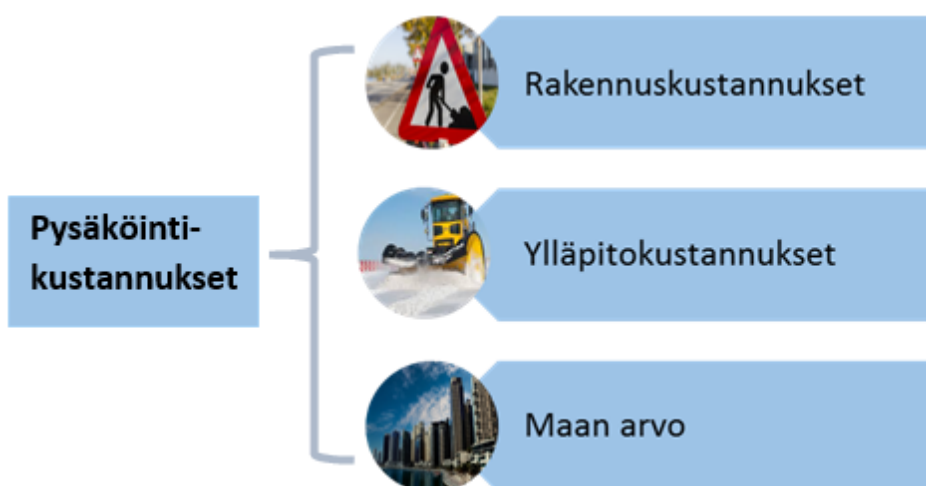 Rakennuskustannukset
Pysäköinti-
kustannukset
Ylläpitokustannukset
Maan arvo